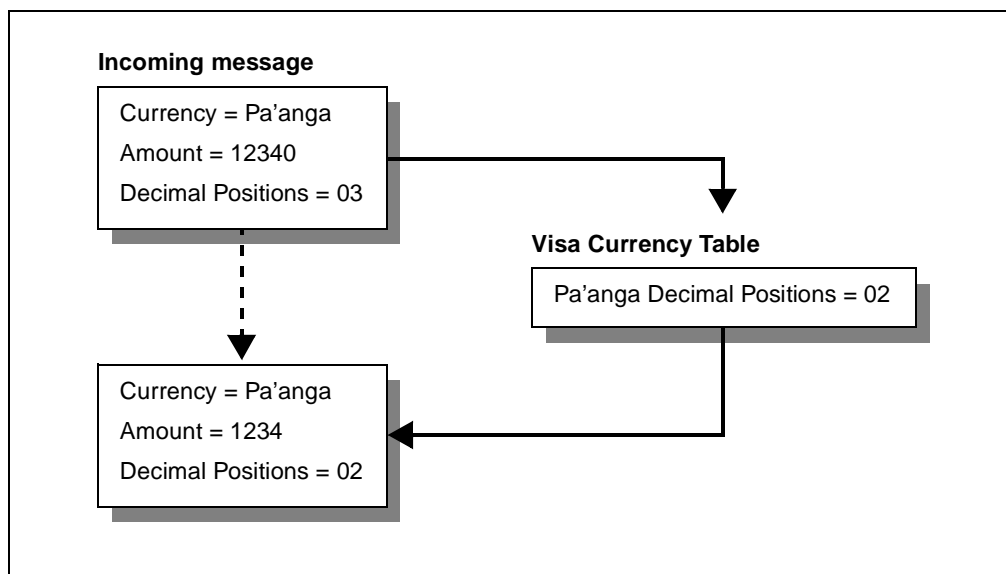 Incoming message
Currency = Pa’anga
Amount = 12340
Decimal Positions = 03
Visa Currency Table
Pa’anga Decimal Positions = 02
Currency = Pa’anga
Amount = 1234
Decimal Positions = 02